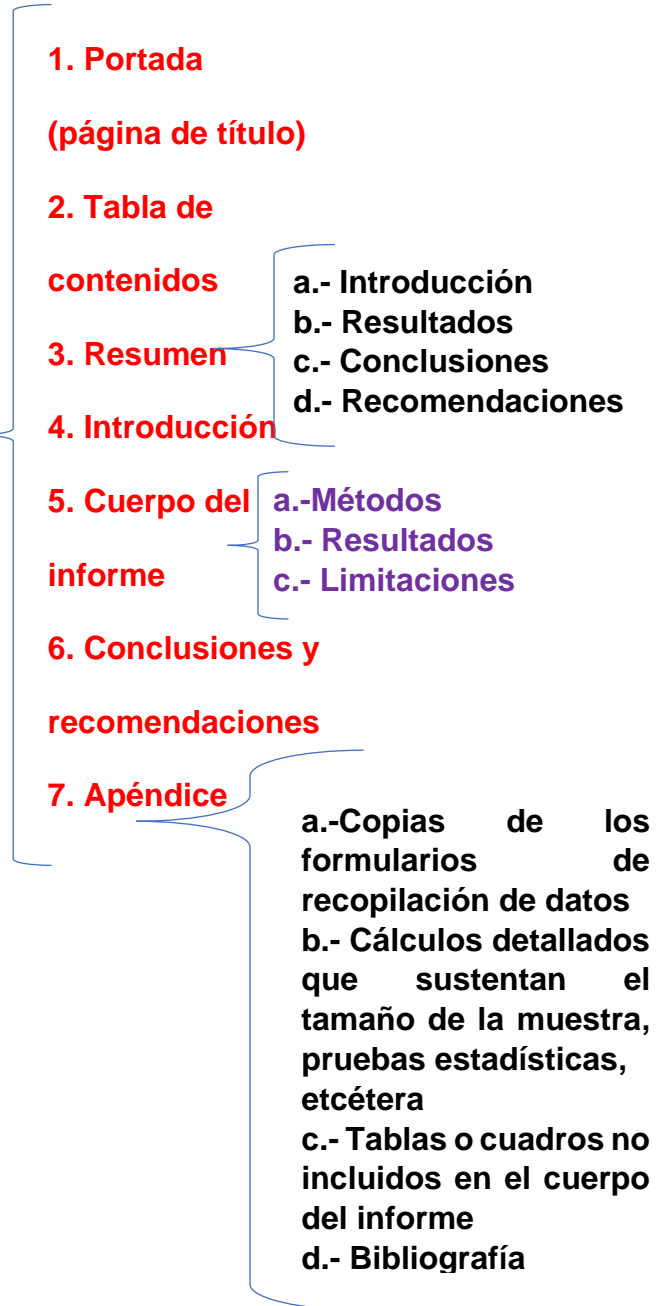 1. Portada
(página de título)
2. Tabla de
contenidos
3. Resumen
4. Introducción
5. Cuerpo del
informe
6. Conclusiones y
recomendaciones
7. Apéndice
a.- Introducción
b.- Resultados
c.- Conclusiones
d.- Recomendaciones
a.-Métodos
b.- Resultados
c.- Limitaciones
a.-Copias de los
formularios de
recopilación de datos
b.- Cálculos detallados
que sustentan el
tamaño de la muestra,
pruebas estadísticas,
etcétera
c.- Tablas o cuadros no
incluidos en el cuerpo
del informe
d.- Bibliografía